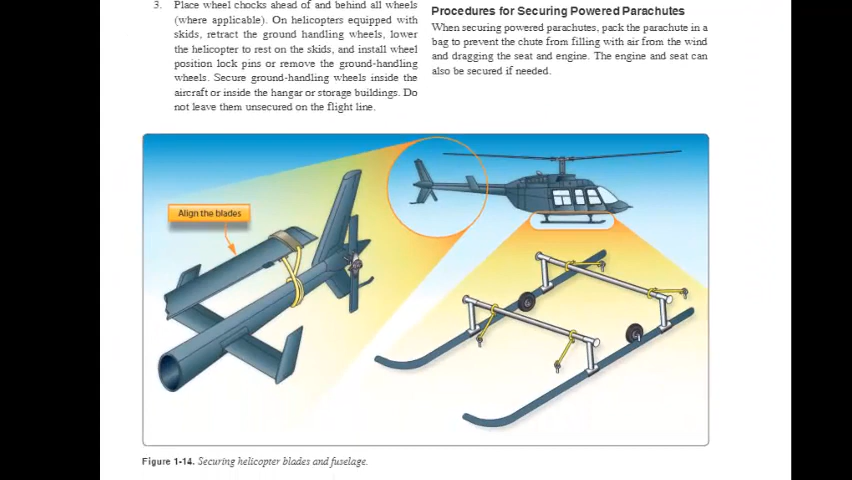 3. Place wheel chocks ahead of and behind all wheels
(where applicable). On helicopters equipped with
skids, retract the ground handling wheels, lower
the helicopter to rest on the skids, and install wheel
position lock pins or remove the ground-handling
wheels. Secure ground-handling wheels inside the
aircraft or inside the hangar or storage buildings. Do
not leave them unsecured on the flight line.
Procedures for Securing Powered Parachutes
When securing powered parachutes, pack the parachute in a
bag to prevent the chute from filling with air from the wind
and dragging the seat and engine. The engine and seat can
also be secured if needed.
Align the blades
Figure 1-14. Securing helicopter blades and fuselage.